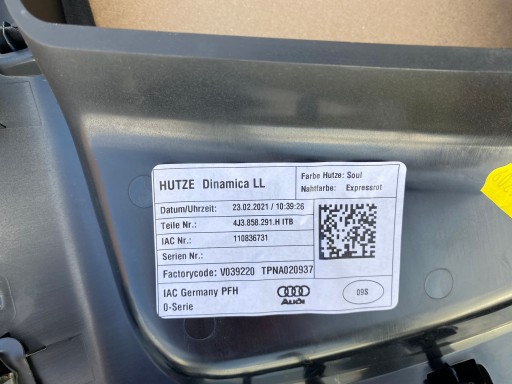 HUTZE Dinamica LL
Farbe Hutze: Soul
Nahtfarbe: Expressrot
Datum/Uhrzeit: 23.02.2021 / 10:39:26
Teile Nr.: 4J3.858.291.H ITB
IAC Nr.: 110836731
Serien Nr.:
Factorycode: V039220 TPNA020937
IAC Germany PFH
0-Serie
Audi
09S